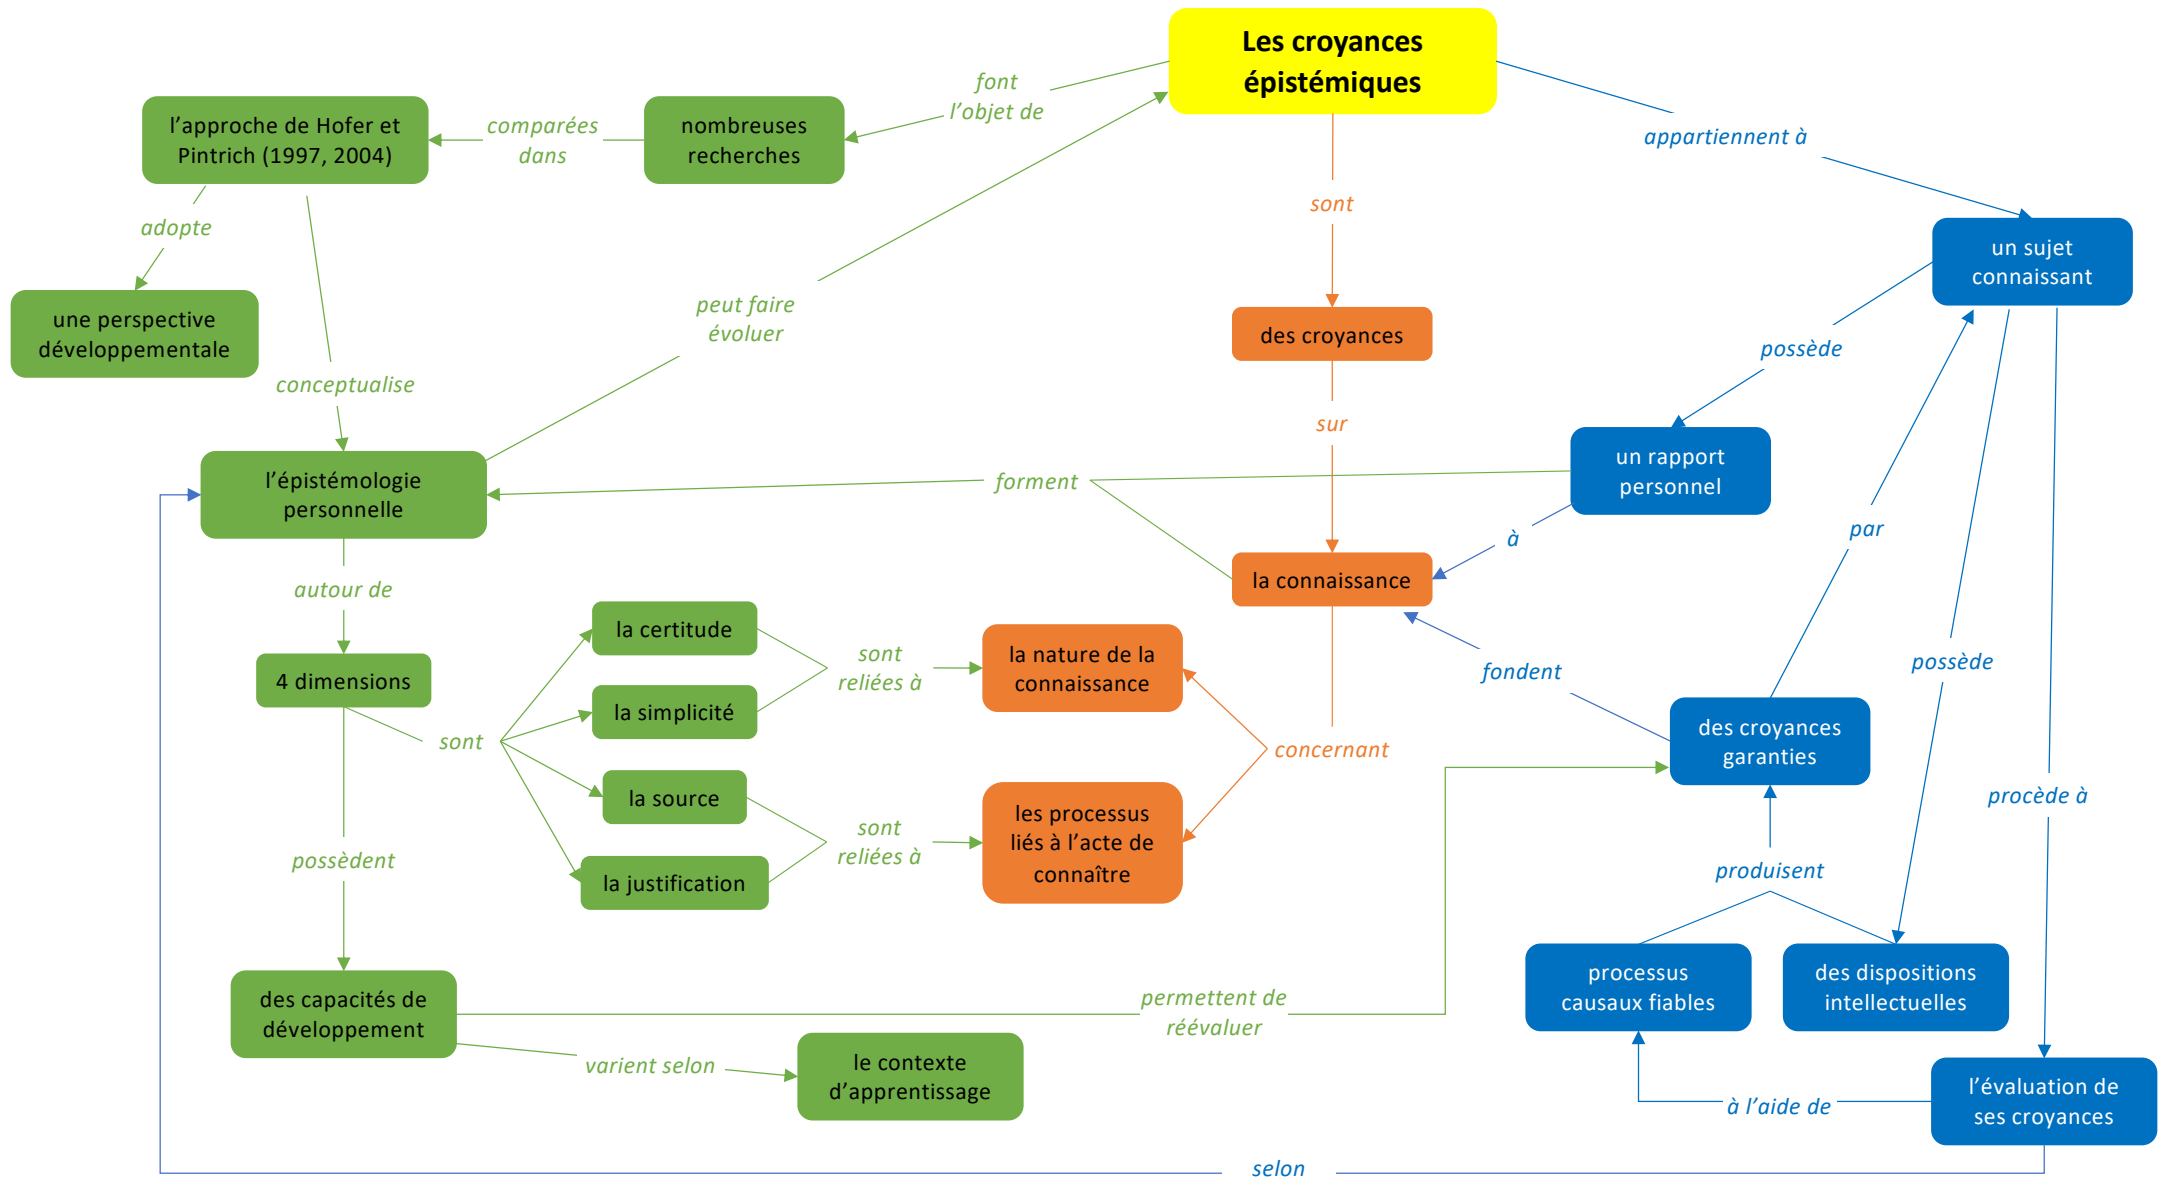 Les croyances
épistémiques
font
l’objet de
nombreuses
recherches
comparées
dans
l’approche de Hofer et
Pintrich (1997, 2004)
adopte
une perspective
développementale
conceptualise
l’épistémologie
personnelle
peut faire
évoluer
autour de
4 dimensions
sont
la certitude
la simplicité
la source
la justification
sont
reliées à
sont
reliées à
possèdent
des capacités de
développement
varient selon
le contexte
d’apprentissage
permettent de
réévaluer
sont
des croyances
sur
la connaissance
forment
concernant
la nature de la
connaissance
les processus
liés à l’acte de
connaître
appartiennent à
un sujet
connaissant
possède
un rapport
personnel
à
par
fondent
des croyances
garanties
possède
procède à
produisent
processus
causaux fiables
des dispositions
intellectuelles
à l’aide de
l’évaluation de
ses croyances
selon